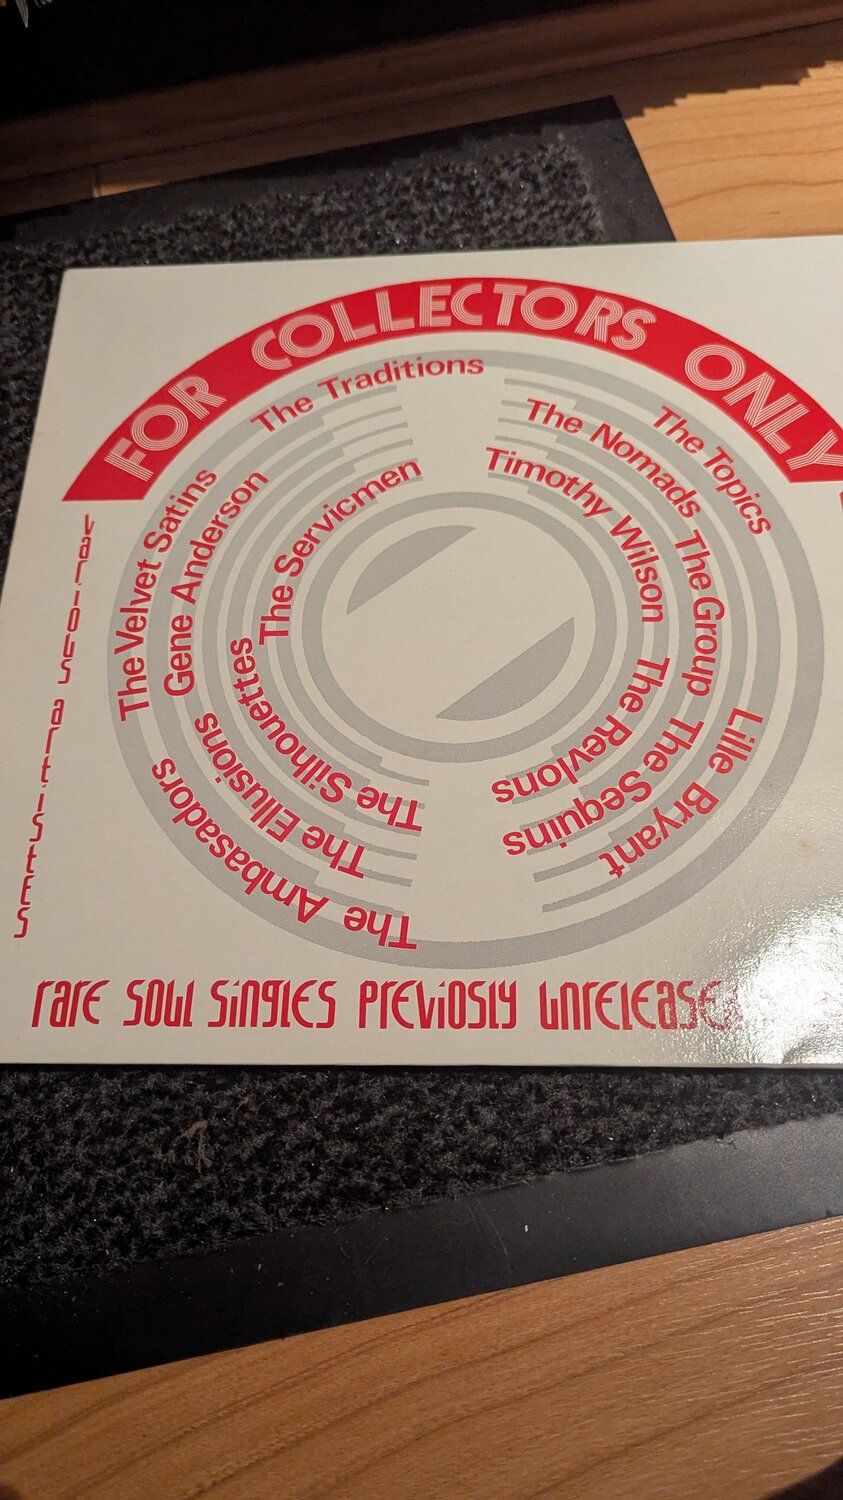 FOR COLLECTORS ONLY
The Traditions
The Topics
The Nomads
Timothy Wilson
The Velvet Satins
Gene Anderson
The Servicmen
The Group
The Silhouettes
The Ellusions
The Ambasadors
The Revlons
The Sequins
Lille Bryant
various artistes
rare soul singles previosly unrelease